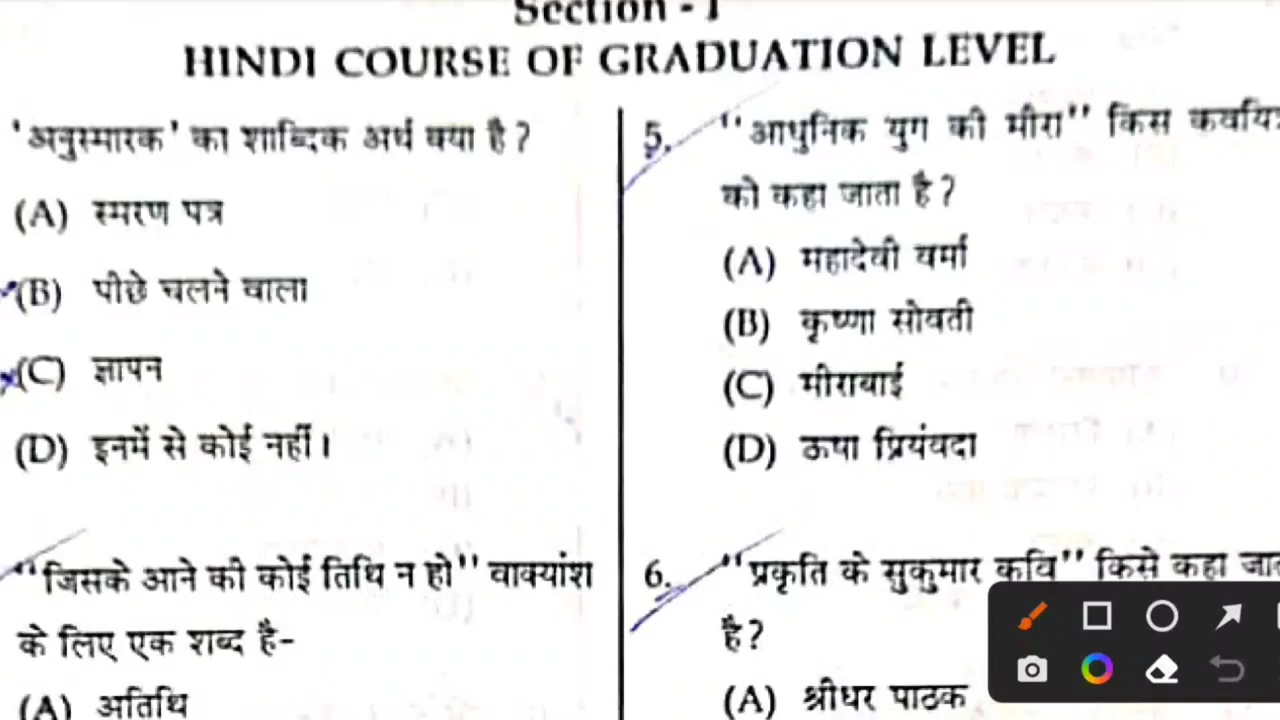 Section - I
HINDI COURSE OF GRADUATION LEVEL
'अनुस्मारक' का शाब्दिक अर्थ क्या है ?
(A) स्मरण पत्र
(B) पीछे चलने वाला
(C) ज्ञापन
(D) इनमें से कोई नहीं।
"जिसके आने की कोई तिथि न हो" वाक्यांश
के लिए एक शब्द है-
(A) अतिथि
5. "आधुनिक युग की मीरा" किस
को कहा जाता है ?
(A) महादेवी वर्मा
(B) कृष्णा सोवती
(C) मीराबाई
(D) ऊषा प्रियंवदा
6. "प्रकृति के सुकुमार कवि" किसे कहा
है ?
(A) श्रीधर पाठक